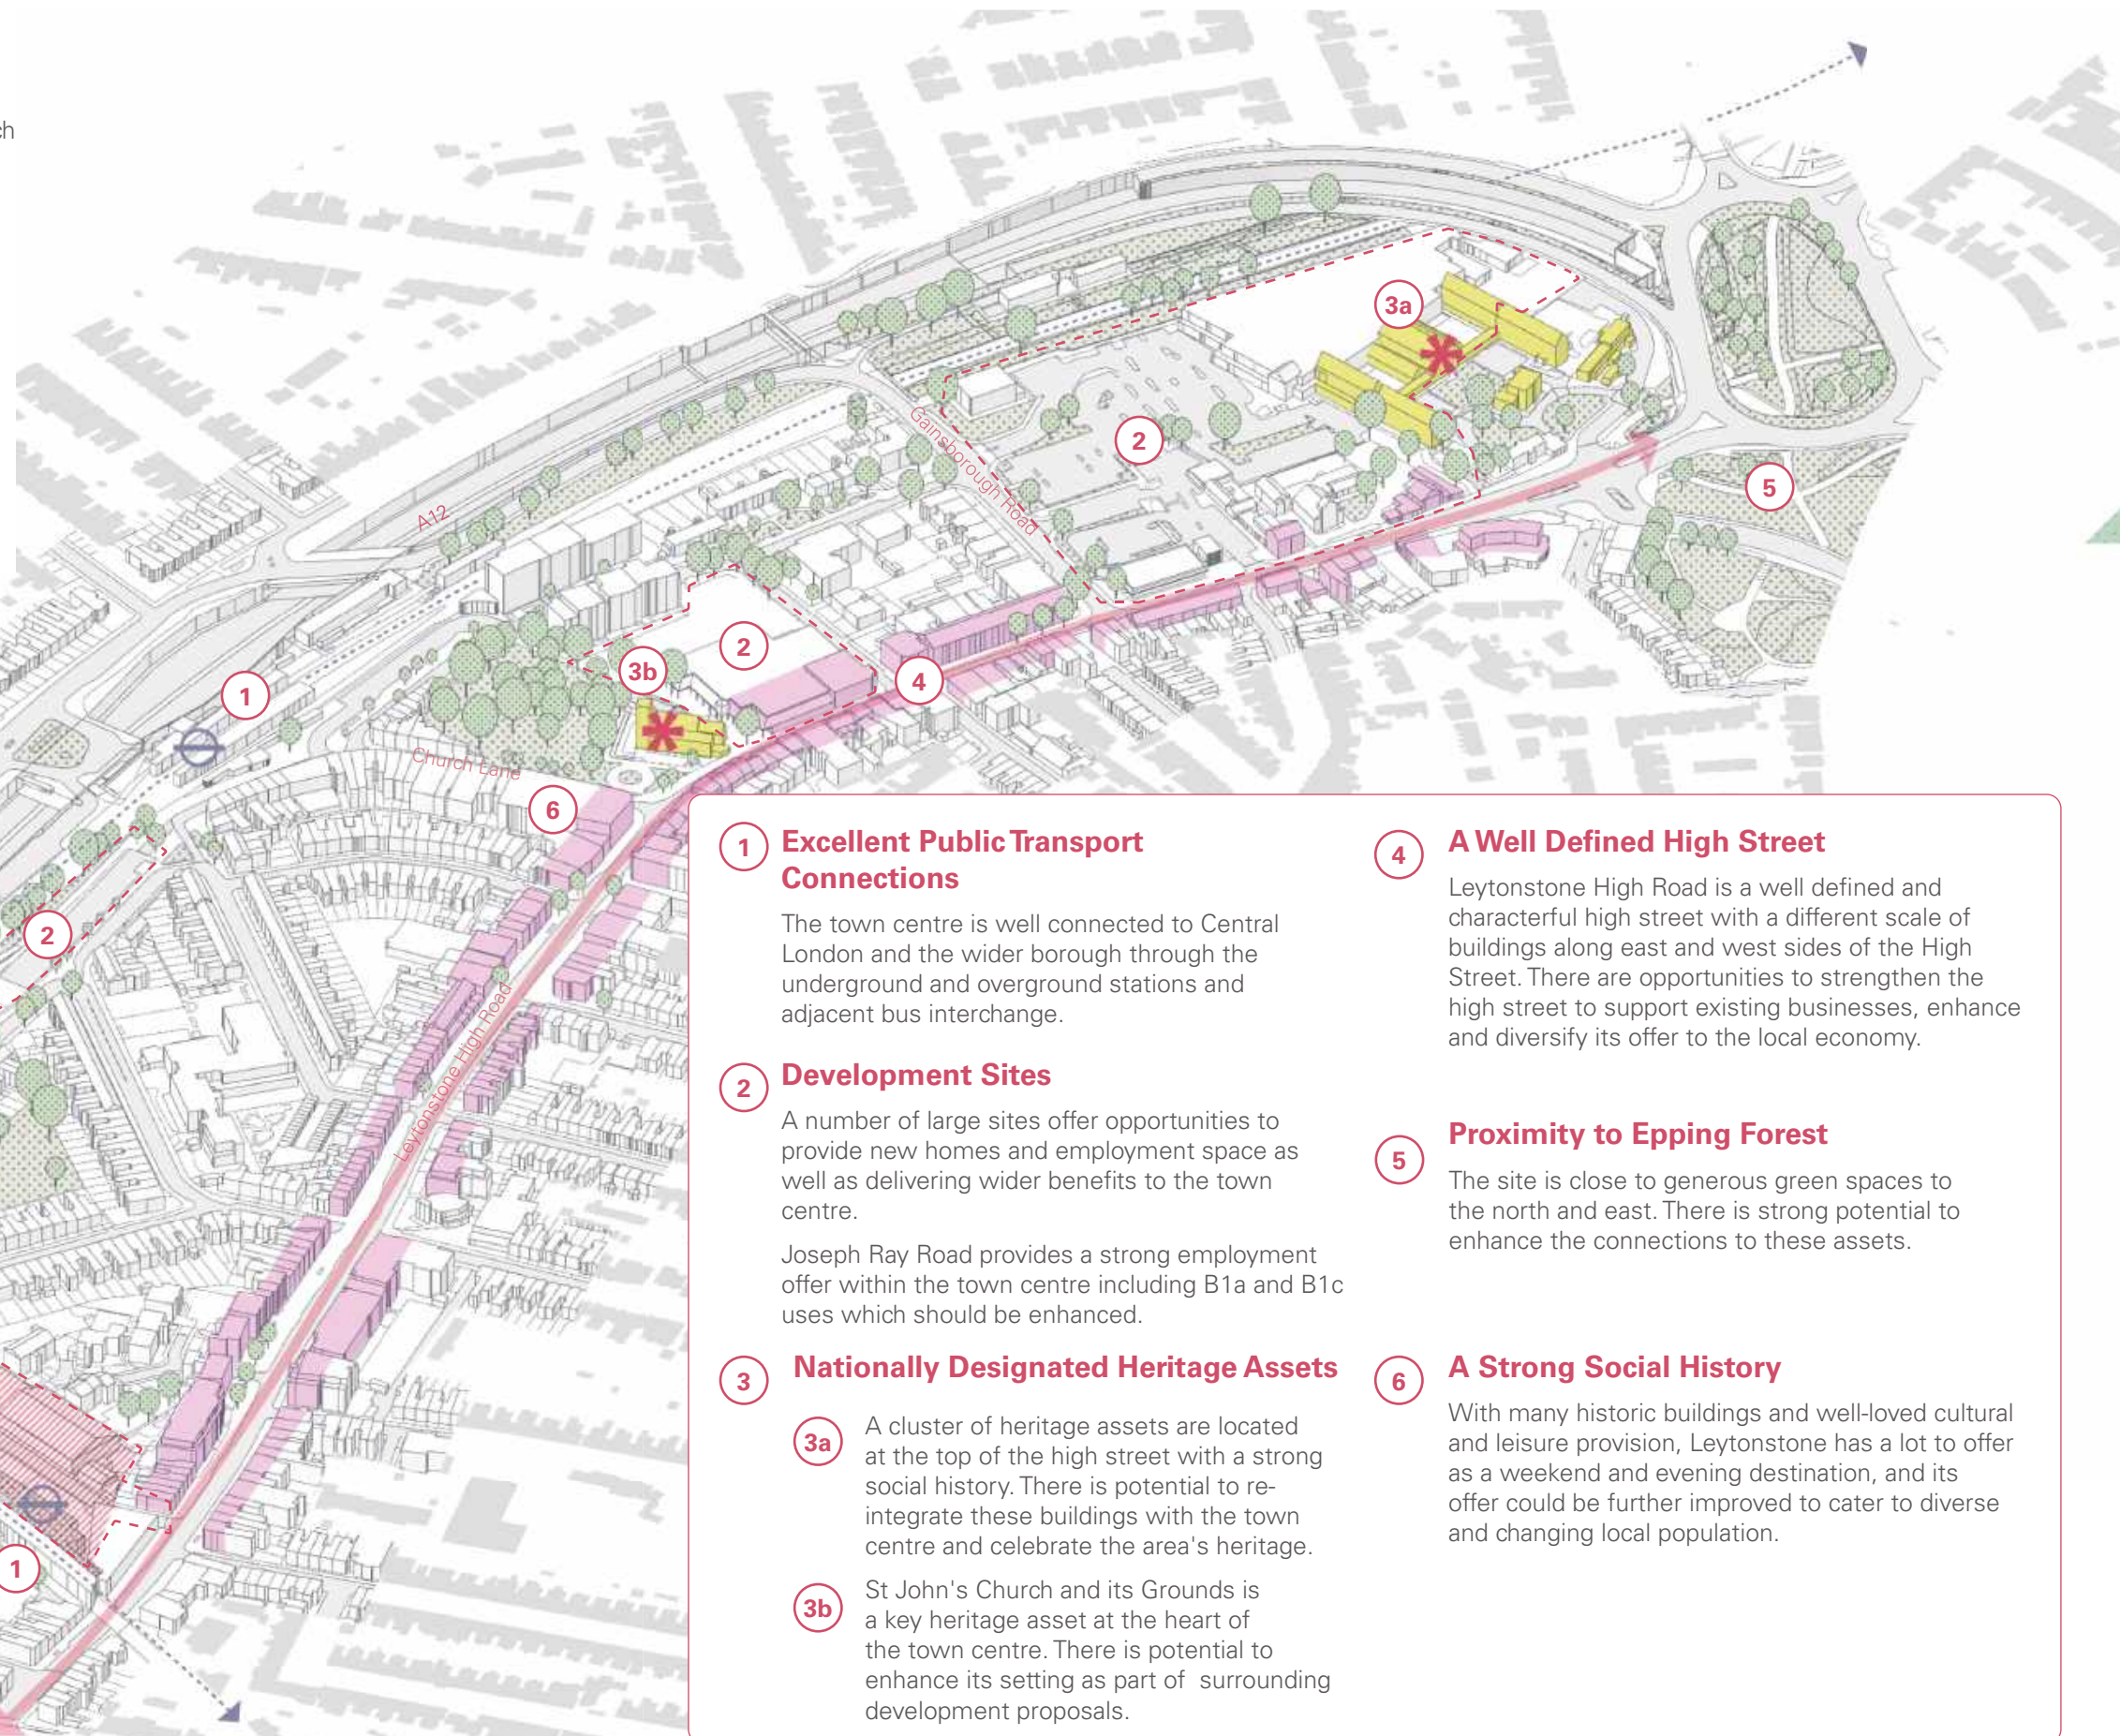 ch
3a
2
5
A12
Gainsborough Road
2
3b
4
1
Church Lane
6
2
Leytonstone High Road
1
1
Excellent Public Transport
Connections
The town centre is well connected to Central
London and the wider borough through the
underground and overground stations and
adjacent bus interchange.
2
Development Sites
A number of large sites offer opportunities to
provide new homes and employment space as
well as delivering wider benefits to the town
centre.
Joseph Ray Road provides a strong employment
offer within the town centre including B1a and B1c
uses which should be enhanced.
3
Nationally Designated Heritage Assets
3a
A cluster of heritage assets are located
at the top of the high street with a strong
social history. There is potential to re-
integrate these buildings with the town
centre and celebrate the area's heritage.
3b
St John's Church and its Grounds is
a key heritage asset at the heart of
the town centre. There is potential to
enhance its setting as part of surrounding
development proposals.
4
A Well Defined High Street
Leytonstone High Road is a well defined and
characterful high street with a different scale of
buildings along east and west sides of the High
Street. There are opportunities to strengthen the
high street to support existing businesses, enhance
and diversify its offer to the local economy.
5
Proximity to Epping Forest
The site is close to generous green spaces to
the north and east. There is strong potential to
enhance the connections to these assets.
6
A Strong Social History
With many historic buildings and well-loved cultural
and leisure provision, Leytonstone has a lot to offer
as a weekend and evening destination, and its
offer could be further improved to cater to diverse
and changing local population.